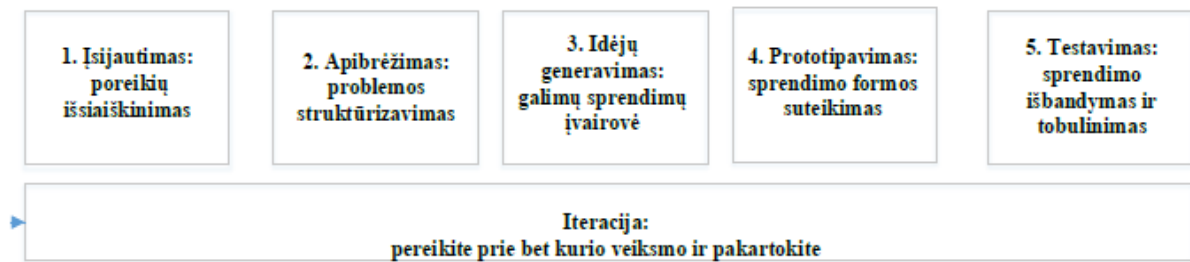 1. Įsijautimas:
poreikių
išsiaiškinimas
2. Apibrėžimas:
problemos
struktūrizavimas
3. Idėjų
generavimas:
galimų sprendimų
įvairovė
4. Prototipavimas:
sprendimo formos
suteikimas
5. Testavimas:
sprendimo
išbandymas ir
tobulinimas
Iteracija:
pereikite prie bet kurio veiksmo ir pakartokite